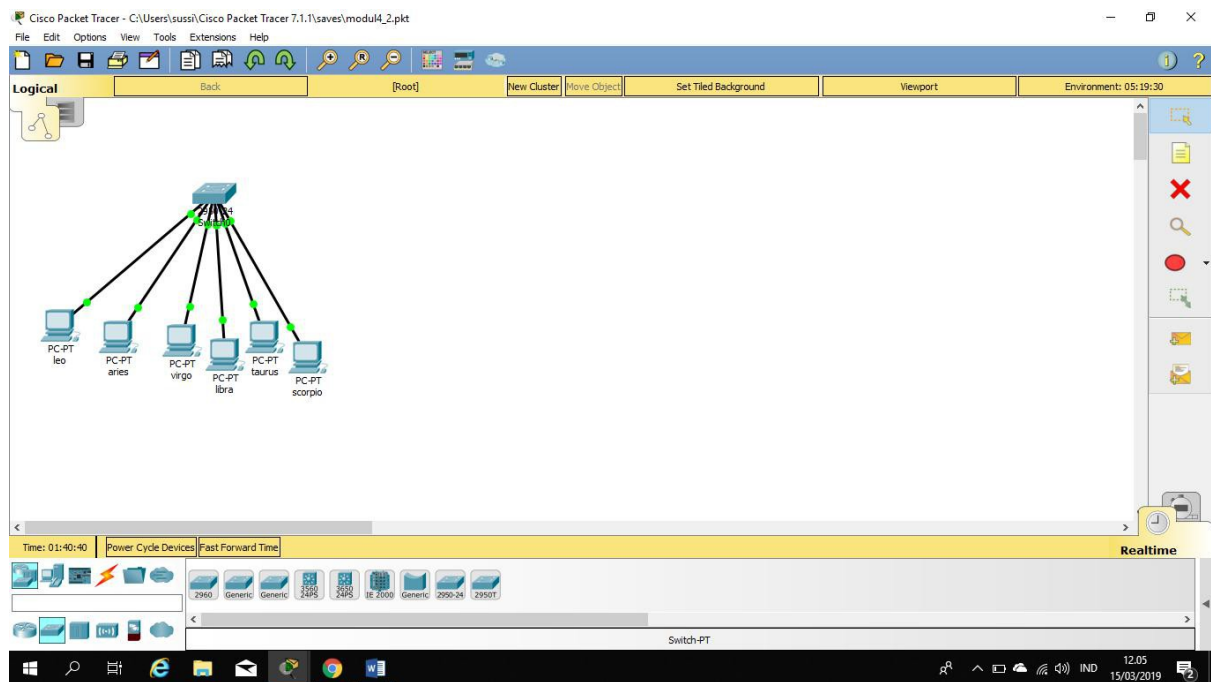 Cisco Packet Tracer - C:\Users\sussi\Cisco Packet Tracer 7.1.1\saves\modul4_2.pkt
File Edit Options View Tools Extensions Help
Logical Back [Root] New Cluster Move Object Set Tiled Background Viewport Environment: 05:19:30
Switch0
PC-PT
leo
PC-PT
aries
PC-PT
virgo
PC-PT
libra
PC-PT
taurus
PC-PT
scorpio
Time: 01:40:40 Power Cycle Devices Fast Forward Time Realtime
2960 Generic Generic 3560 24PS 3650 24PS IE 2000 Generic 2950-24 2950T
Switch-PT
IND
12.05
15/03/2019